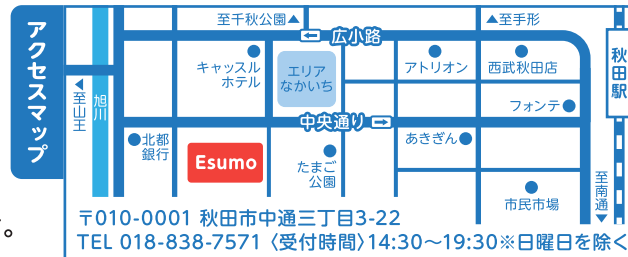 アクセスマップ
至千秋公園▲
▲至手形
広小路
キャッスル
ホテル
エリア
なかいち
アトリオン
西武秋田店
秋田駅
フォンテ
▲至山王
旭川
中央通り
北都
銀行
Esumo
たまご
公園
あきぎん
市民市場
至南通▼
。
〒010-0001 秋田市中通三丁目3-22
TEL 018-838-7571 〈受付時間〉14:30〜19:30※日曜日を除く